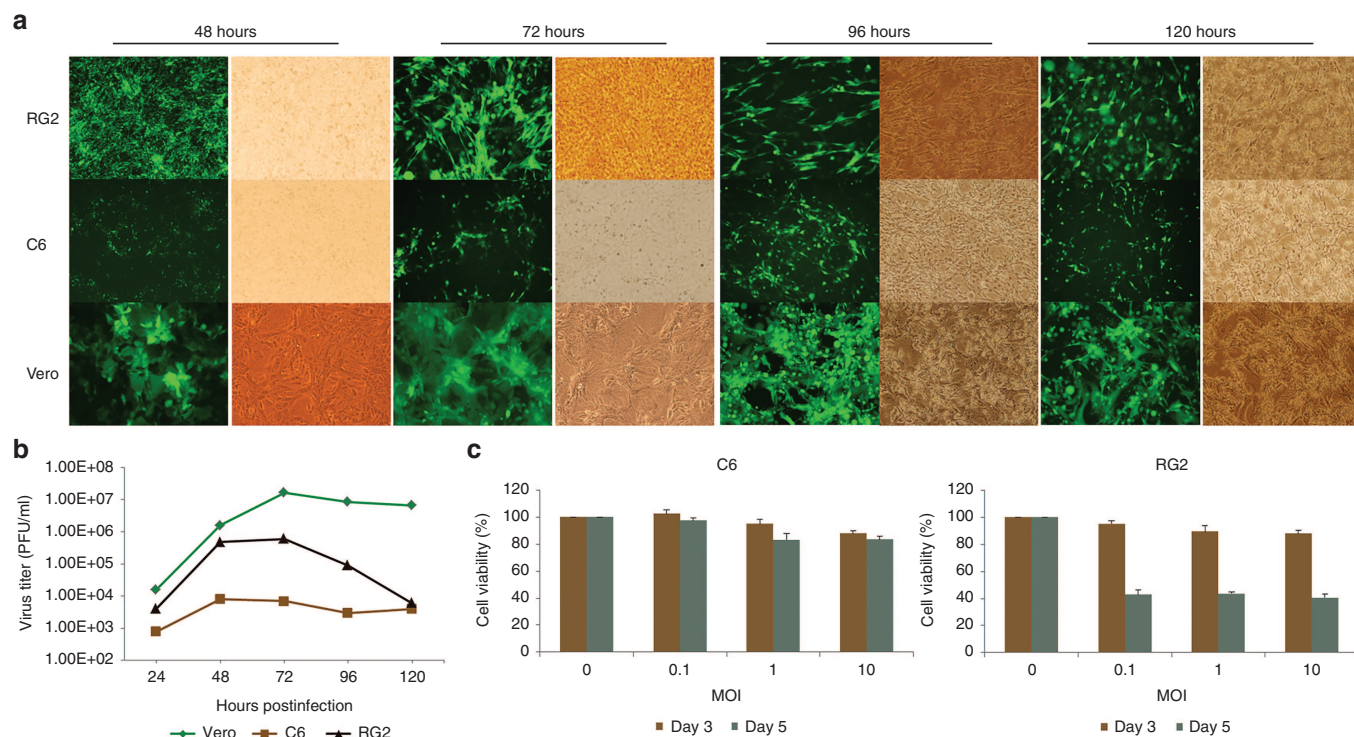 a
48 hours 72 hours 96 hours 120 hours
RG2
C6
Vero
b
Virus titer (PFU/ml)
1.00E+08
1.00E+07
1.00E+06
1.00E+05
1.00E+04
1.00E+03
1.00E+02
24 48 72 96 120
Hours postinfection
Vero C6 RG2
c
C6
Cell viability (%)
120
100
80
60
40
20
0
0 0.1 1 10
MOI
Day 3 Day 5
RG2
Cell viability (%)
120
100
80
60
40
20
0
0 0.1 1 10
MOI
Day 3 Day 5